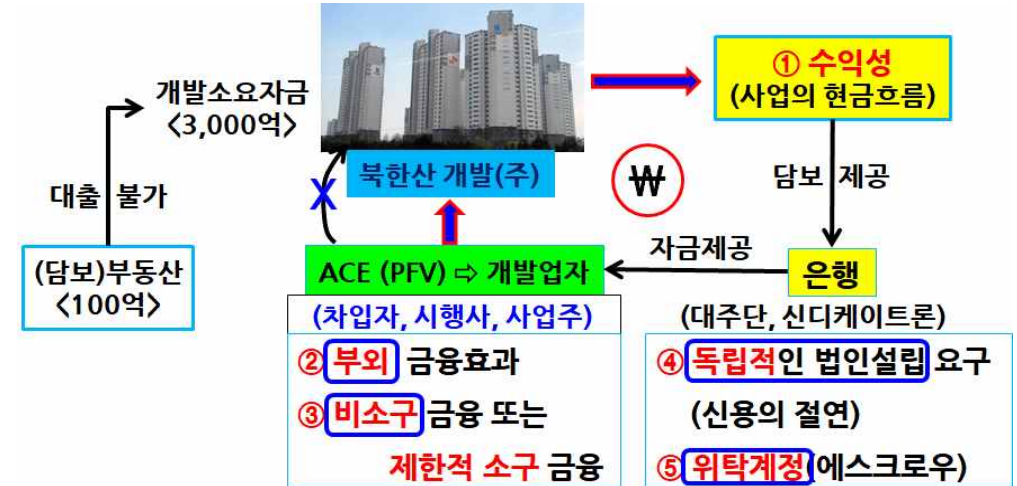 개발소요자금
<3,000억>
대출 불가
(담보)부동산
<100억>
북한산 개발(주)
X
① 수익성
(사업의 현금흐름)
₩
담보 제공
자금제공
ACE (PFV) ⇨ 개발업자
(차입자, 시행사, 사업주)
② 부외 금융효과
③ 비소구 금융 또는
제한적 소구 금융
은행
(대주단, 신디케이트론)
④ 독립적인 법인설립 요구
(신용의 절연)
⑤ 위탁계정(에스크로우)